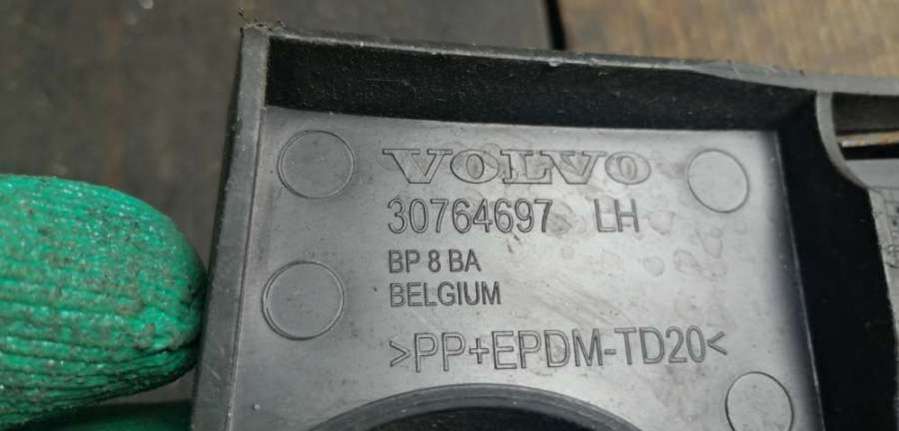 VOLVO
30764697 LH
BP 8 BA
BELGIUM
>PP+EPDM-TD20<